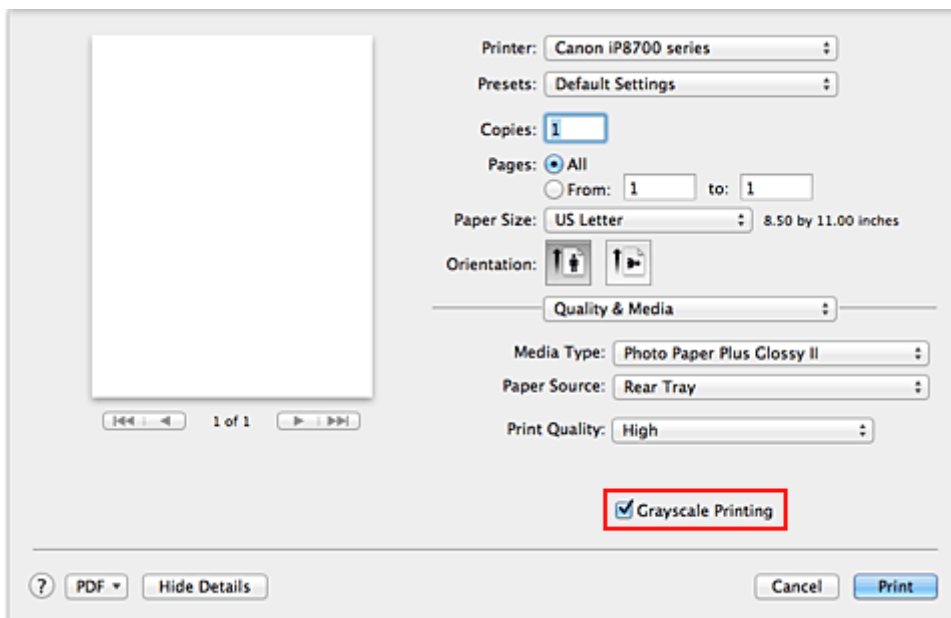 Printer: Canon iP8700 series
Presets: Default Settings
Copies: 1
Pages: All
From: 1 to: 1
Paper Size: US Letter 8.50 by 11.00 inches
Orientation:
Quality & Media
Media Type: Photo Paper Plus Glossy II
Paper Source: Rear Tray
1 of 1
Print Quality: High
Grayscale Printing
? PDF Hide Details Cancel Print